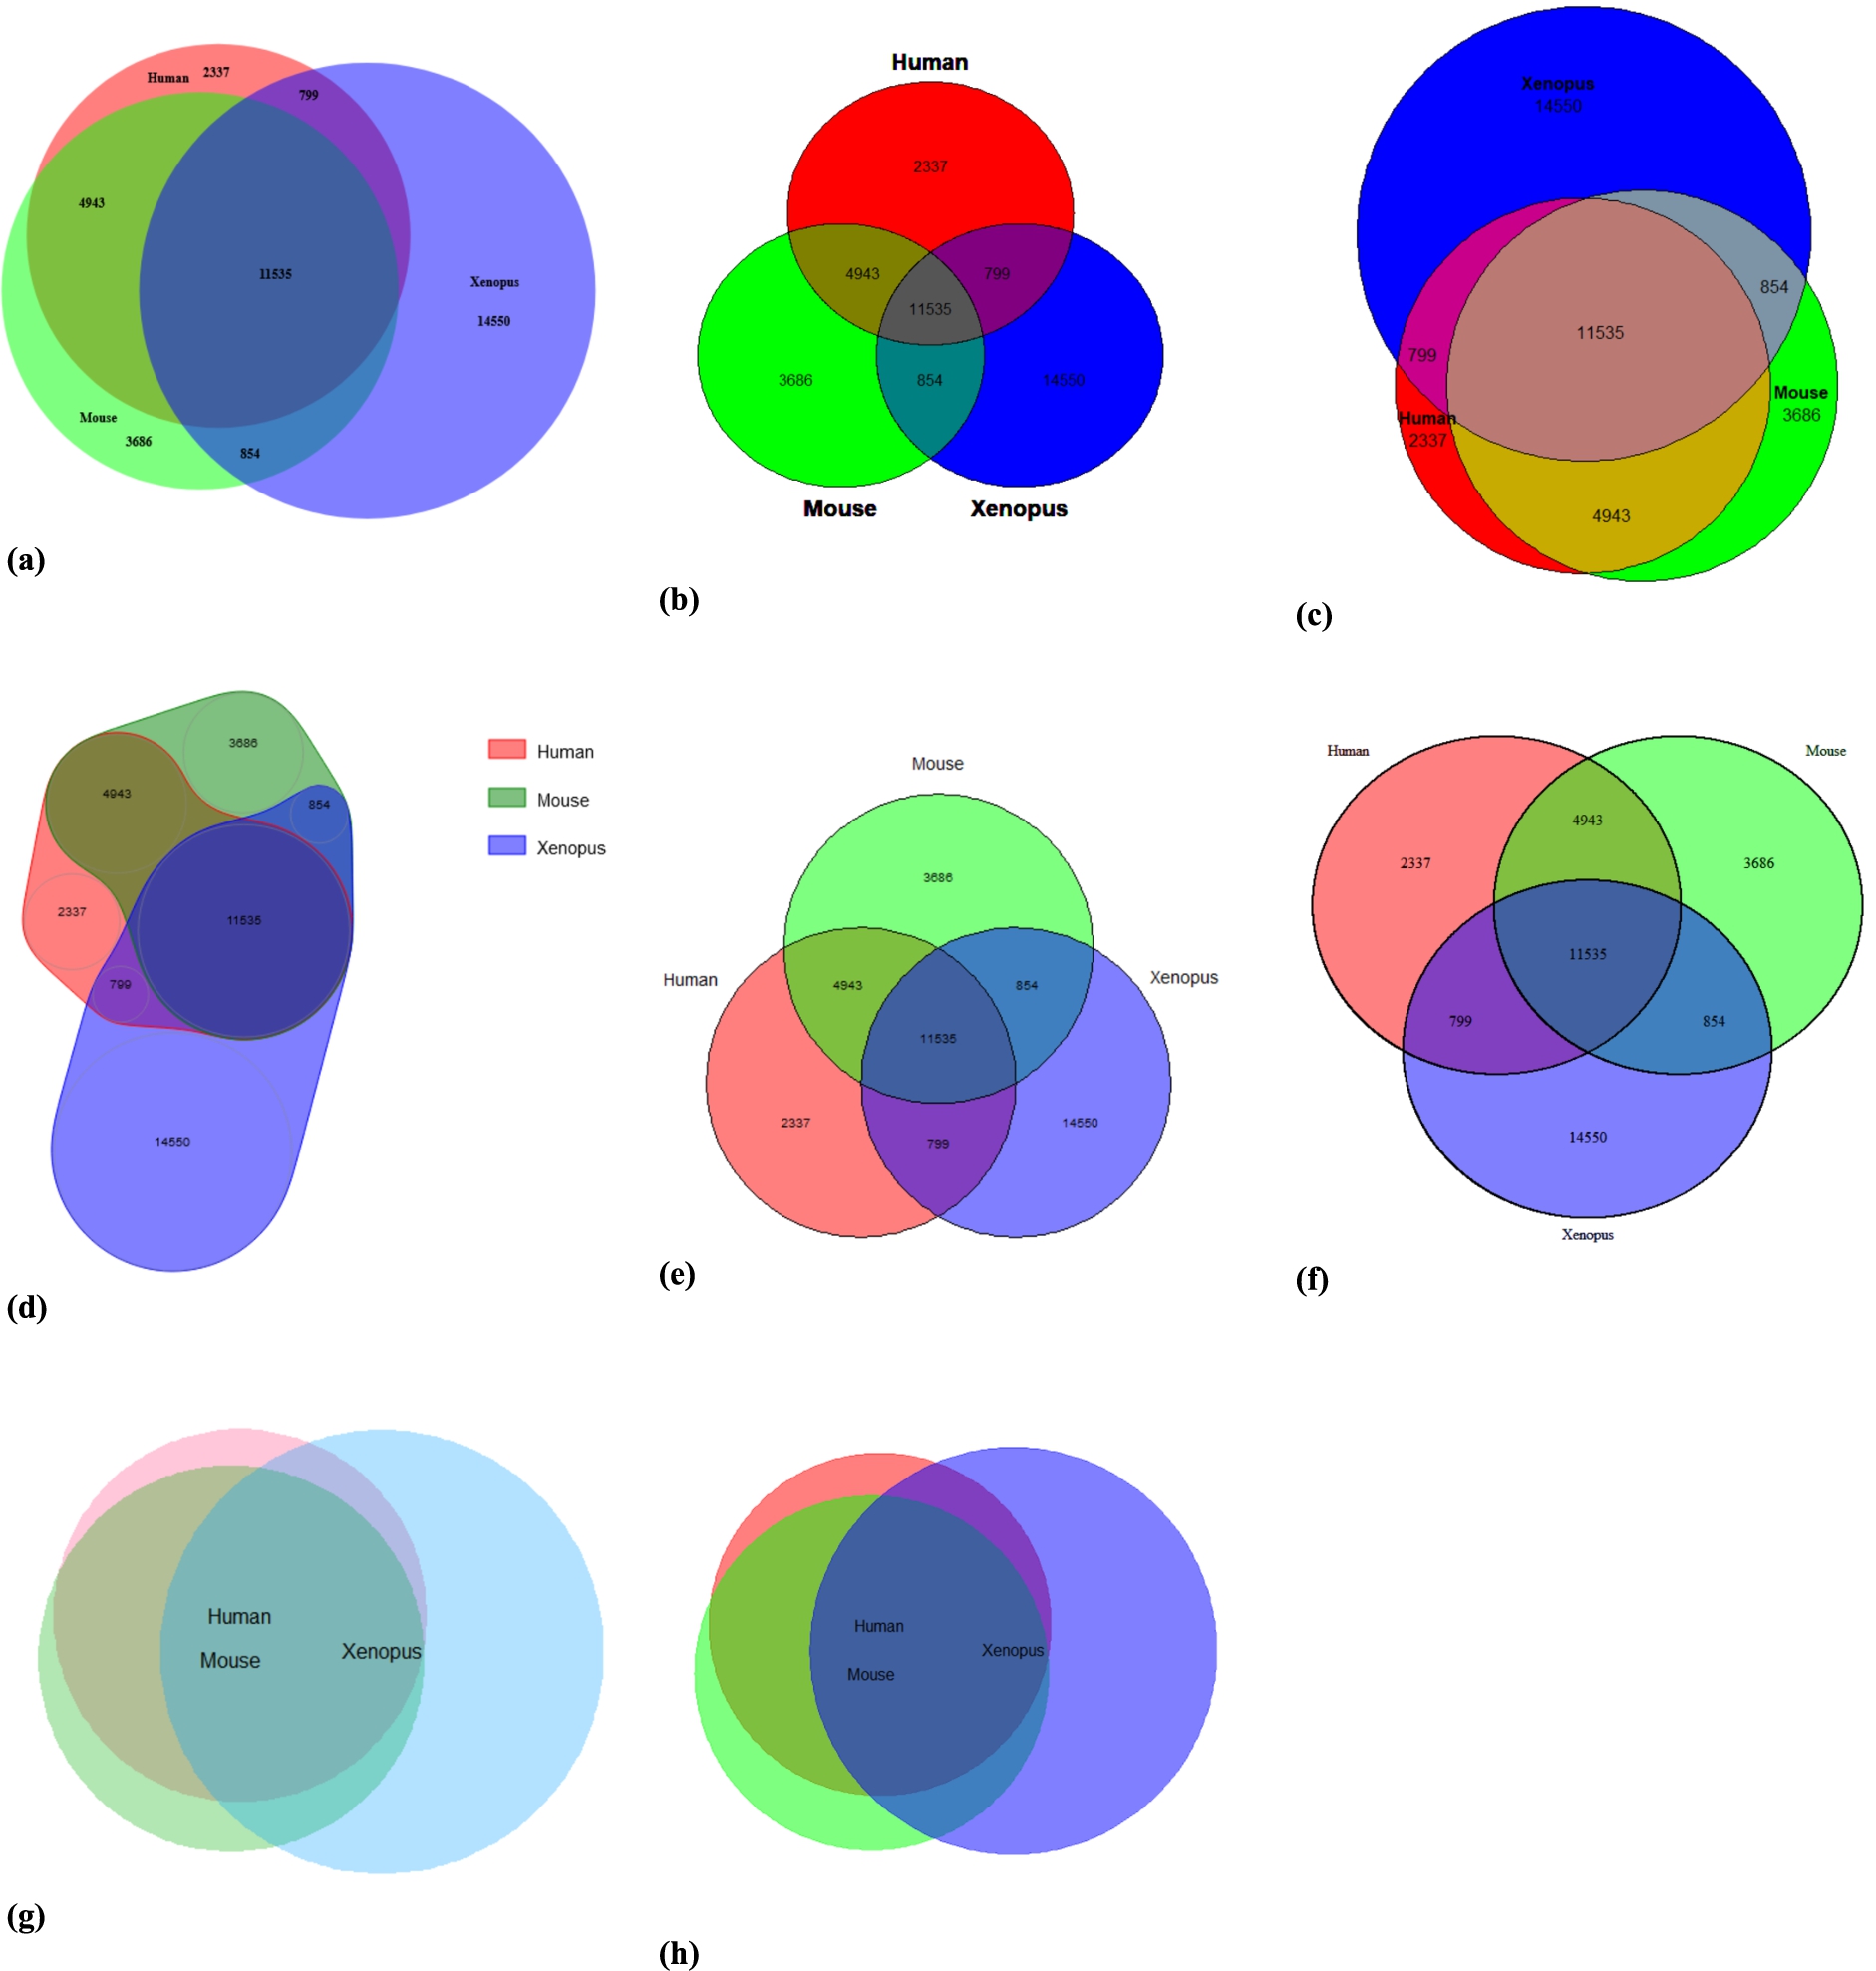 Human 2337
799
4943
11535
Xenopus
14550
Mouse
3686
854
(a)
Human
2337
4943
799
11535
3686
854
14550
Mouse
Xenopus
(b)
Xenopus
14550
854
11535
799
Mouse
3686
Human
2337
4943
(c)
3686
4943
854
2337
11535
799
14550
Human
Mouse
Xenopus
(d)
Mouse
3686
Human
Xenopus
4943
854
11535
2337
14550
799
(e)
Human
Mouse
4943
2337
3686
11535
799
854
14550
Xenopus
(f)
Human
Mouse
Xenopus
(g)
Human
Xenopus
Mouse
(h)